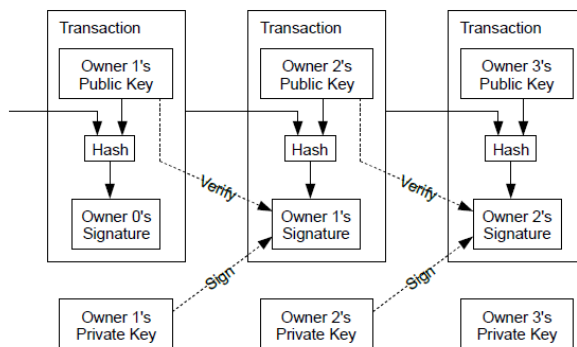 Transaction
Transaction
Transaction
Owner 1's
Public Key
Owner 2's
Public Key
Owner 3's
Public Key
Hash
Hash
Hash
Verify
Verify
Owner 0's
Signature
Owner 1's
Signature
Owner 2's
Signature
Sign
Sign
Owner 1's
Private Key
Owner 2's
Private Key
Owner 3's
Private Key